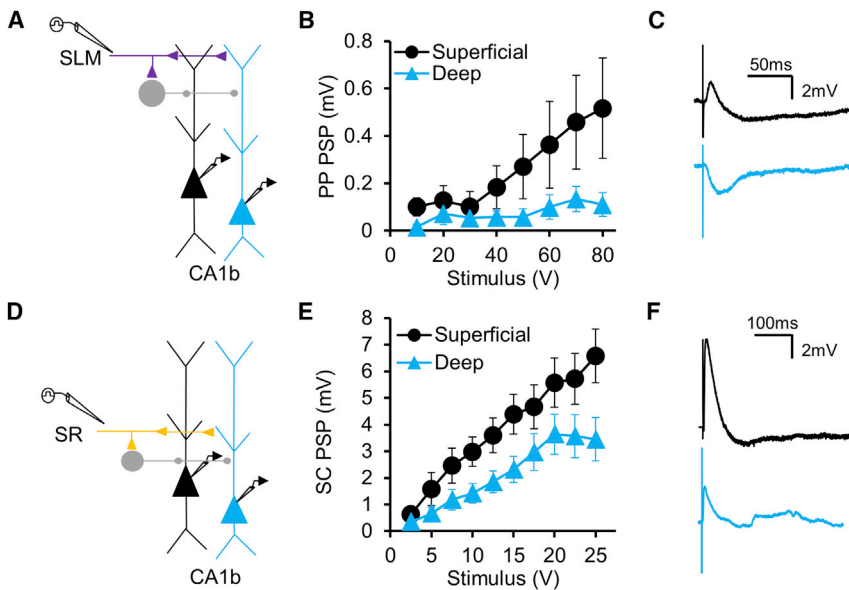 A
SLM
CA1b
B
PP PSP (mV)
0.8
0.6
0.4
0.2
0
Superficial
Deep
0 20 40 60 80
Stimulus (V)
C
50ms
2mV
D
SR
CA1b
E
SC PSP (mV)
8
7
6
5
4
3
2
1
0
Superficial
Deep
0 5 10 15 20 25
Stimulus (V)
F
100ms
2mV